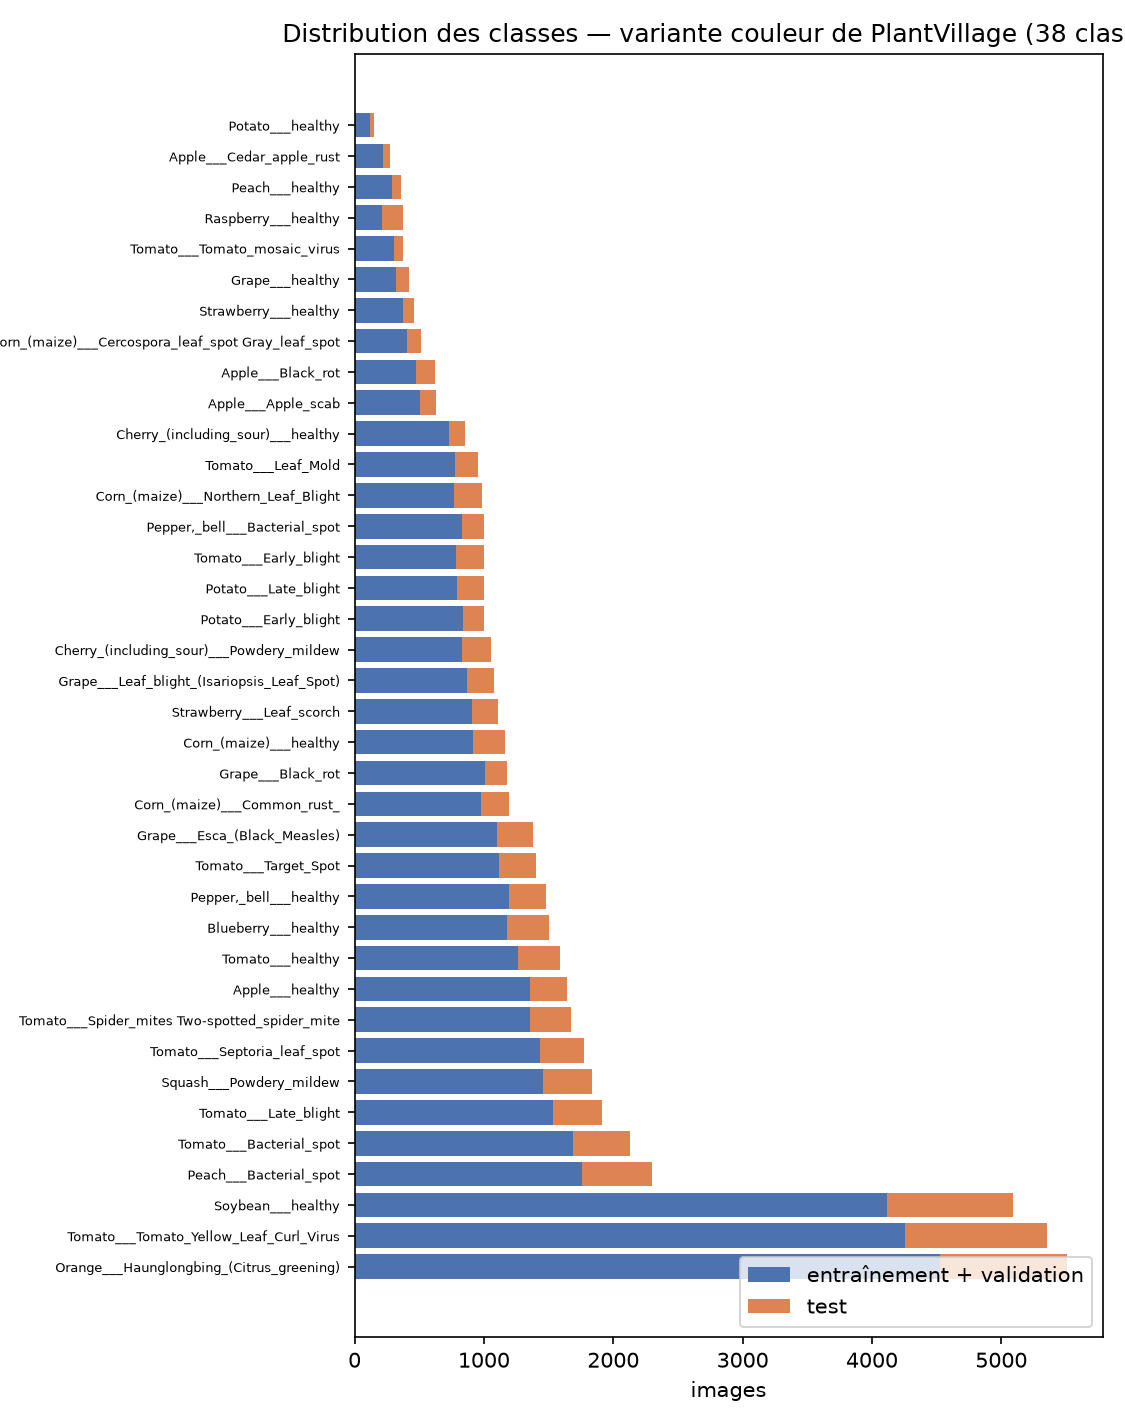 Distribution des classes — variante couleur de PlantVillage (38 clas
Potato___healthy
Apple___Cedar_apple_rust
Peach___healthy
Raspberry___healthy
Tomato___Tomato_mosaic_virus
Grape___healthy
Strawberry___healthy
orn_(maize)___Cercospora_leaf_spot Gray_leaf_spot
Apple___Black_rot
Apple___Apple_scab
Cherry_(including_sour)___healthy
Tomato___Leaf_Mold
Corn_(maize)___Northern_Leaf_Blight
Pepper,_bell___Bacterial_spot
Tomato___Early_blight
Potato___Late_blight
Potato___Early_blight
Cherry_(including_sour)___Powdery_mildew
Grape___Leaf_blight_(Isariopsis_Leaf_Spot)
Strawberry___Leaf_scorch
Corn_(maize)___healthy
Grape___Black_rot
Corn_(maize)___Common_rust_
Grape___Esca_(Black_Measles)
Tomato___Target_Spot
Pepper,_bell___healthy
Blueberry___healthy
Tomato___healthy
Apple___healthy
Tomato___Spider_mites Two-spotted_spider_mite
Tomato___Septoria_leaf_spot
Squash___Powdery_mildew
Tomato___Late_blight
Tomato___Bacterial_spot
Peach___Bacterial_spot
Soybean___healthy
Tomato___Tomato_Yellow_Leaf_Curl_Virus
Orange___Haunglongbing_(Citrus_greening)
entraînement + validation
test
0 1000 2000 3000 4000 5000
images